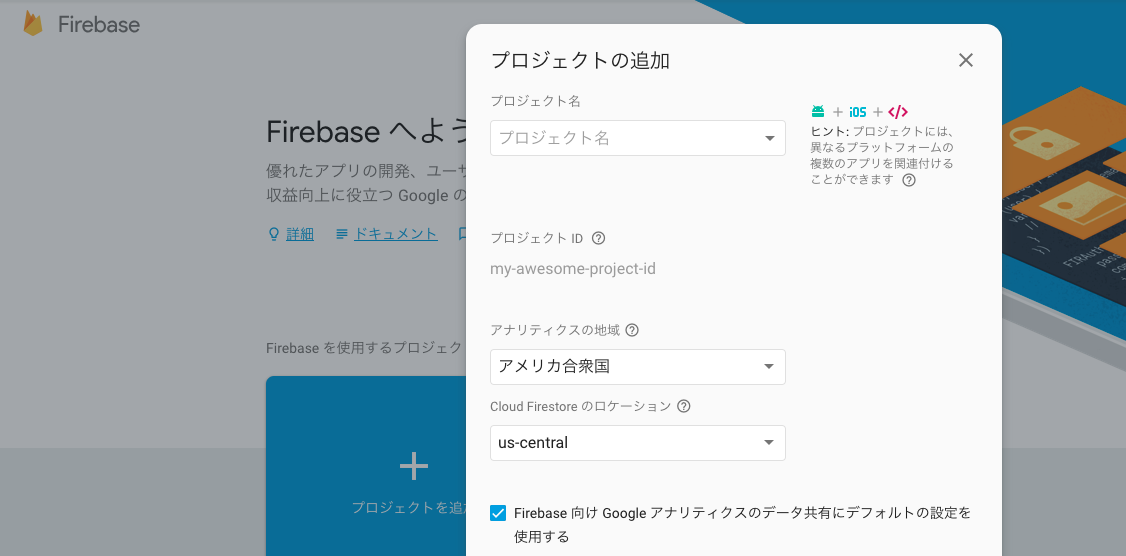 Firebase
プロジェクトの追加
プロジェクト名
プロジェクト名
ヒント: プロジェクトには、
異なるプラットフォームの
複数のアプリを関連付ける
ことができます
iOS
Firebase へよう
優れたアプリの開発、ユーサ
収益向上に役立つ Google の
詳細
ドキュメント
プロジェクト ID
my-awesome-project-id
アナリティクスの地域
アメリカ合衆国
Firebase を使用するプロジェク
Cloud Firestore のロケーション
us-central
プロジェクトを追加
Firebase 向け Google アナリティクスのデータ共有にデフォルトの設定を
使用する